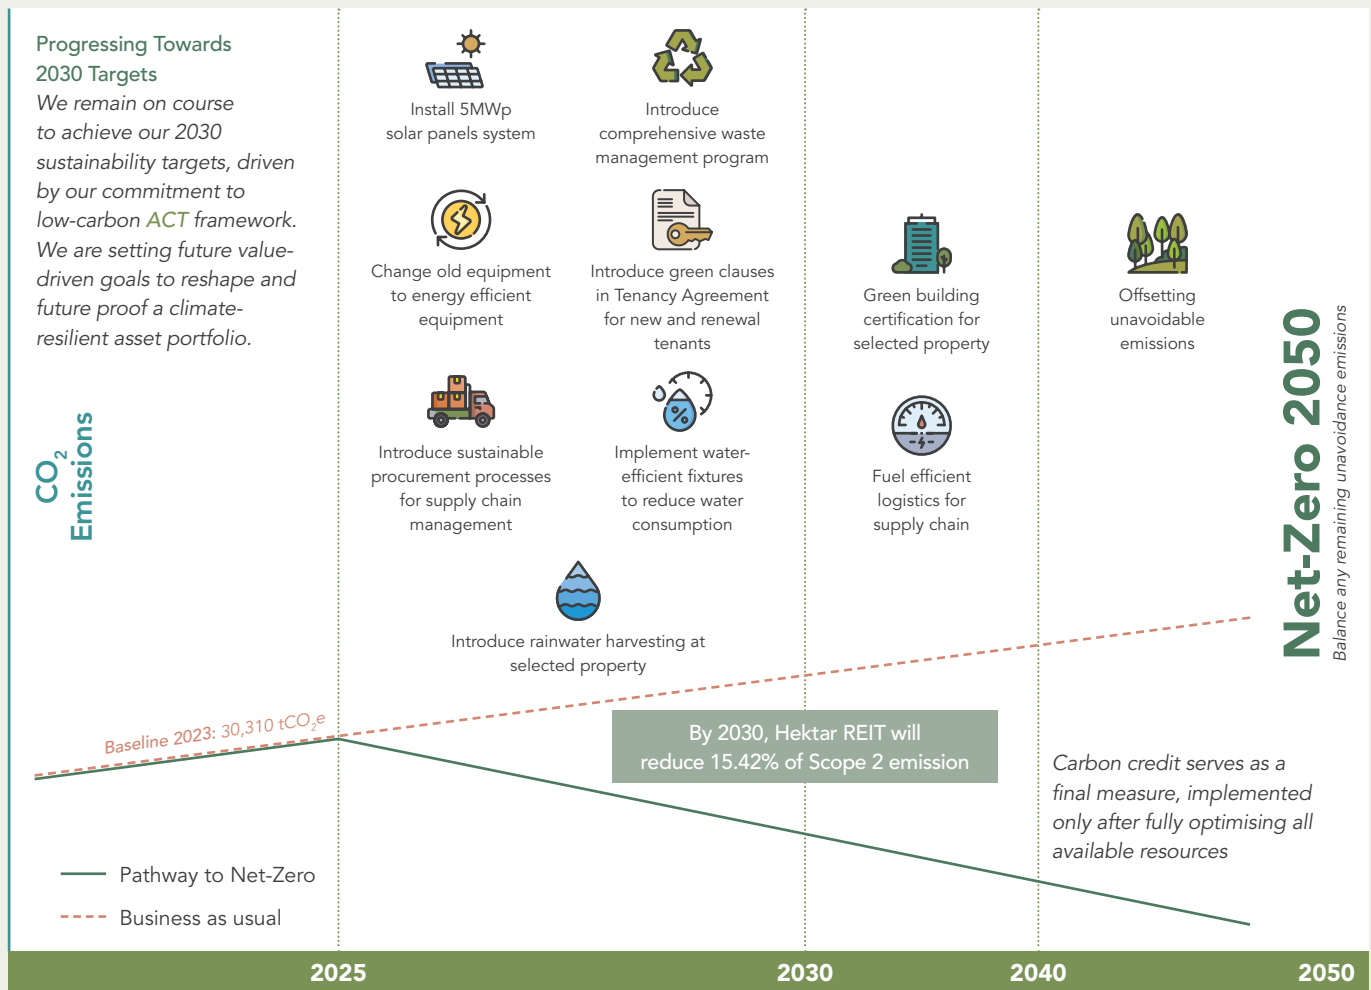 Progressing Towards
2030 Targets
We remain on course
to achieve our 2030
sustainability targets, driven
by our commitment to
low-carbon ACT framework.
We are setting future value-
driven goals to reshape and
future proof a climate-
resilient asset portfolio.
CO2
Emissions
Install 5MWp
solar panels system
Introduce
comprehensive waste
management program
Change old equipment
to energy efficient
equipment
Introduce green clauses
in Tenancy Agreement
for new and renewal
tenants
Introduce sustainable
procurement processes
for supply chain
management
Implement water-
efficient fixtures
to reduce water
consumption
Introduce rainwater harvesting at
selected property
Green building
certification for
selected property
Fuel efficient
logistics for
supply chain
Offsetting
unavoidable
emissions
Net-Zero 2050
Balance any remaining unavoidance emissions
Baseline 2023: 30,310 tCO2e
By 2030, Hektar REIT will
reduce 15.42% of Scope 2 emission
Carbon credit serves as a
final measure, implemented
only after fully optimising all
available resources
Pathway to Net-Zero
Business as usual
2025
2030
2040
2050